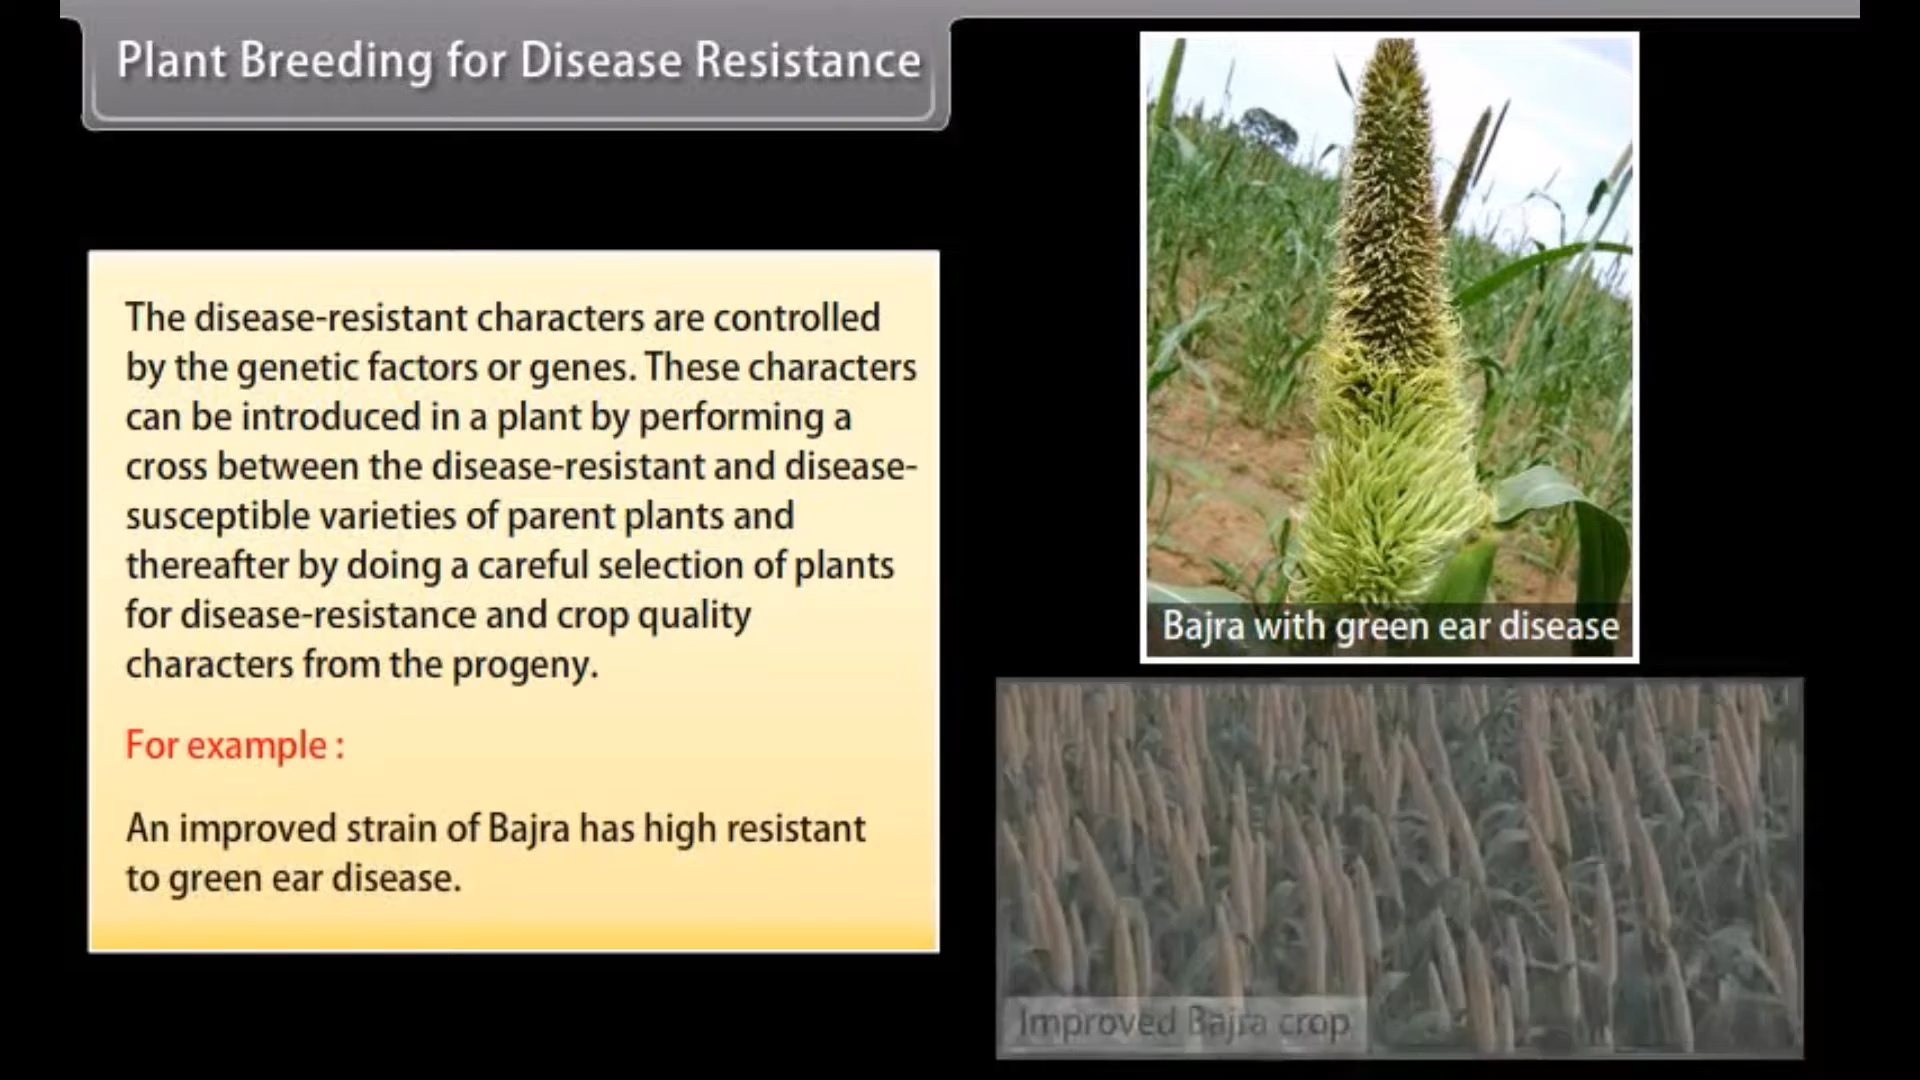 Plant Breeding for Disease Resistance
The disease-resistant characters are controlled
by the genetic factors or genes. These characters
can be introduced in a plant by performing a
cross between the disease-resistant and disease-
susceptible varieties of parent plants and
thereafter by doing a careful selection of plants
for disease-resistance and crop quality
characters from the progeny.
For example :
An improved strain of Bajra has high resistant
to green ear disease.
Bajra with green ear disease
Improved Bajra crop